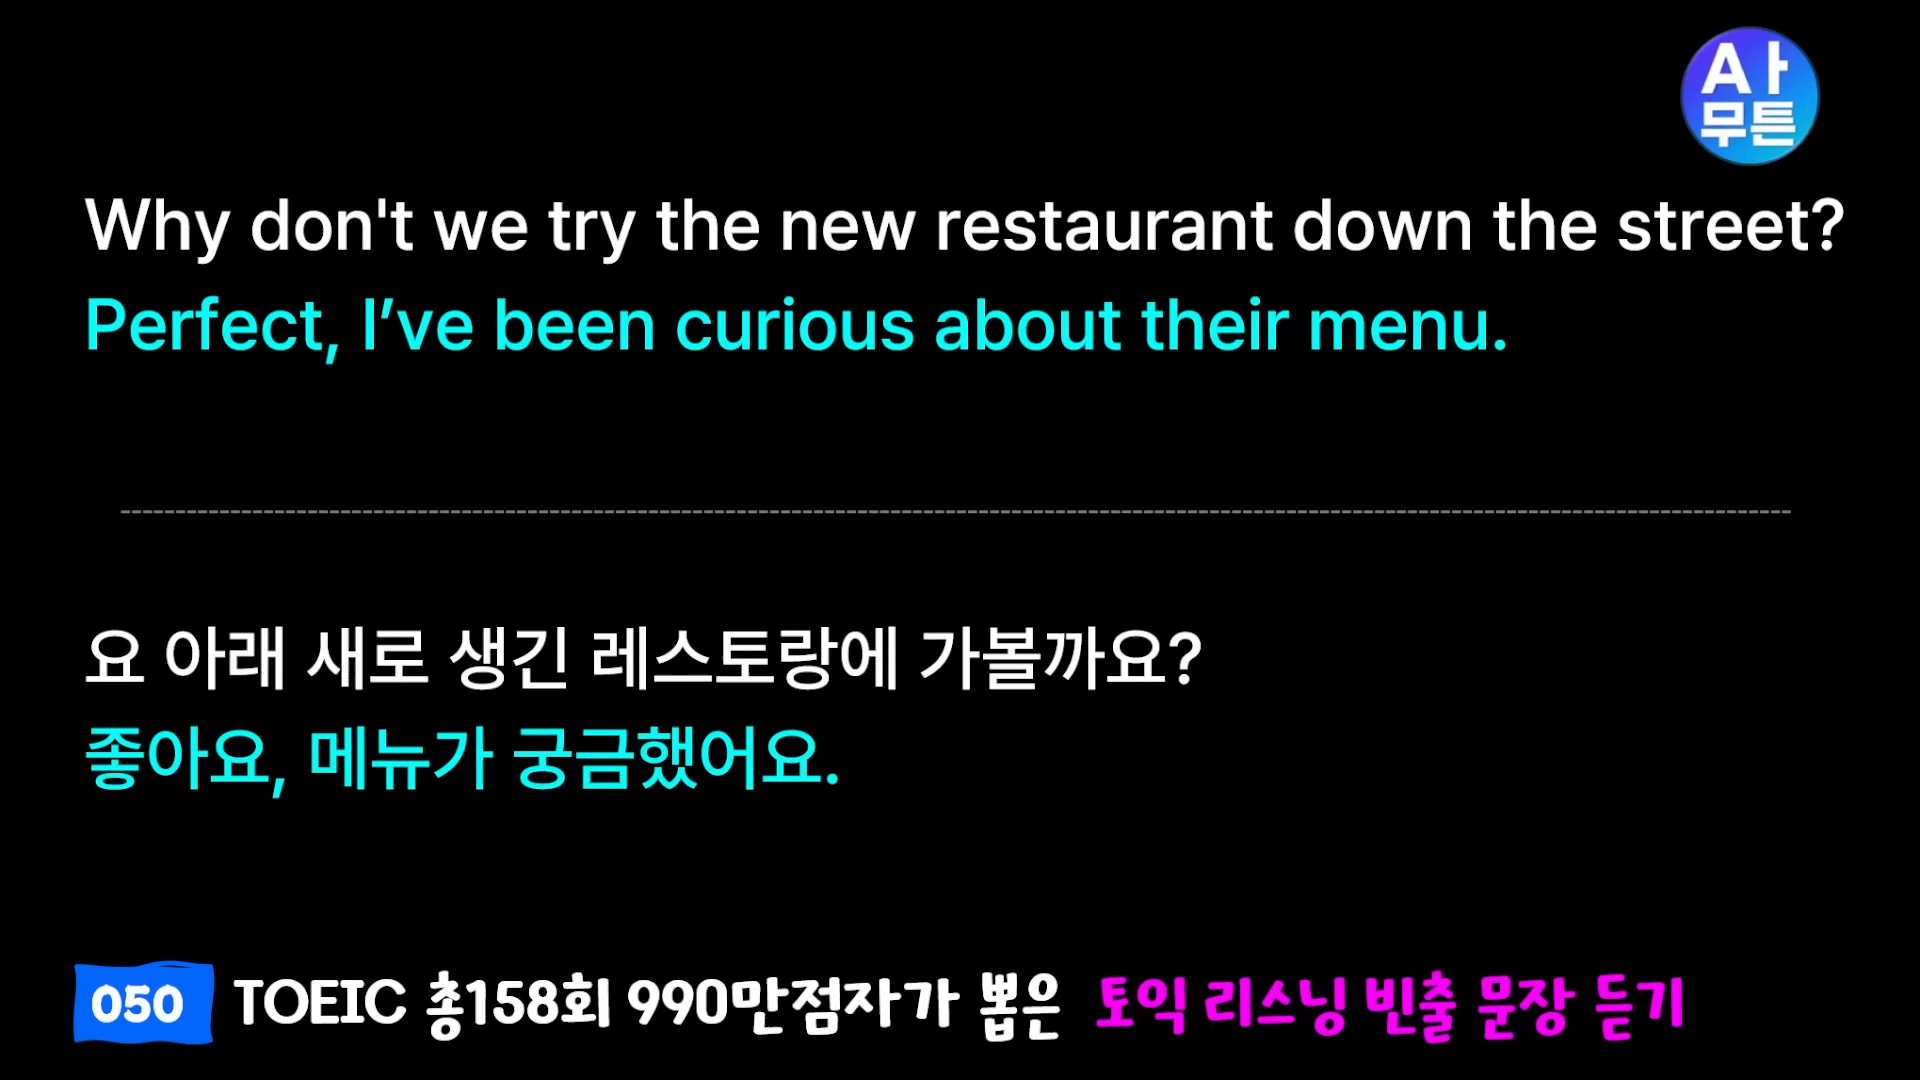 A아
무튼
Why don't we try the new restaurant down the street?
Perfect, I’ve been curious about their menu.
요 아래 새로 생긴 레스토랑에 가볼까요?
좋아요, 메뉴가 궁금했어요.
050 TOEIC 총158회 990만점자가 뽑은 토익 리스닝 빈출 문장 듣기